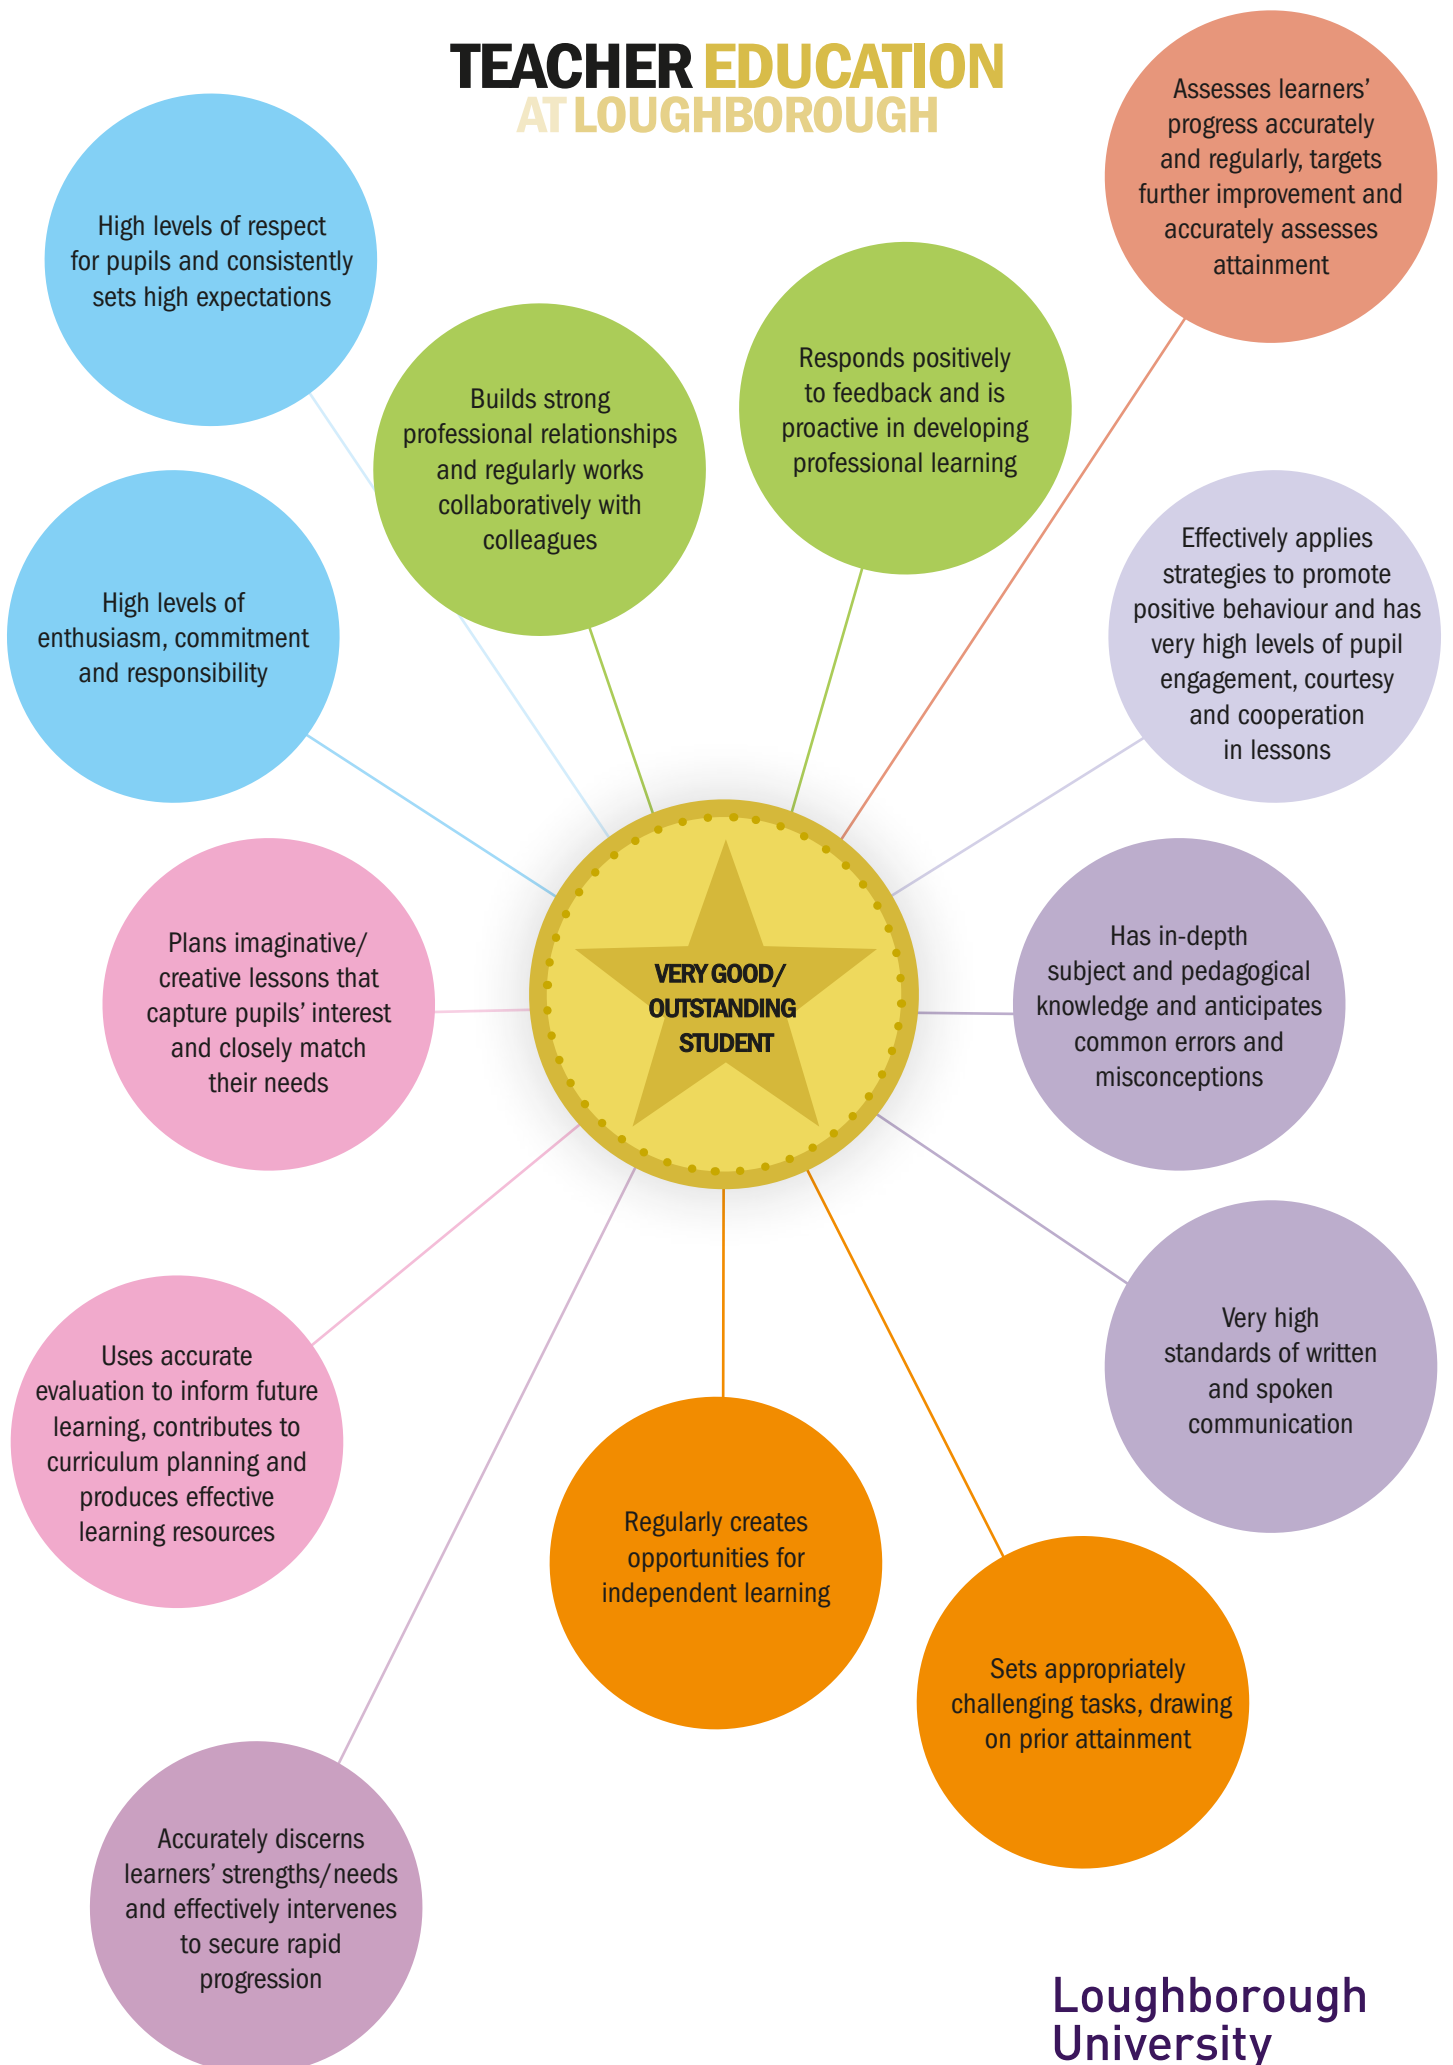 TEACHER EDUCATION
AT LOUGHBOROUGH
High levels of respect
for pupils and consistently
sets high expectations
Builds strong
professional relationships
and regularly works
collaboratively with
colleagues
Responds positively
to feedback and is
proactive in developing
professional learning
Assesses learners’
progress accurately
and regularly, targets
further improvement and
accurately assesses
attainment
High levels of
enthusiasm, commitment
and responsibility
Effectively applies
strategies to promote
positive behaviour and has
very high levels of pupil
engagement, courtesy
and cooperation
in lessons
Plans imaginative/
creative lessons that
capture pupils’ interest
and closely match
their needs
VERY GOOD/
OUTSTANDING
STUDENT
Has in-depth
subject and pedagogical
knowledge and anticipates
common errors and
misconceptions
Uses accurate
evaluation to inform future
learning, contributes to
curriculum planning and
produces effective
learning resources
Very high
standards of written
and spoken
communication
Regularly creates
opportunities for
independent learning
Sets appropriately
challenging tasks, drawing
on prior attainment
Accurately discerns
learners’ strengths/needs
and effectively intervenes
to secure rapid
progression
Loughborough
University